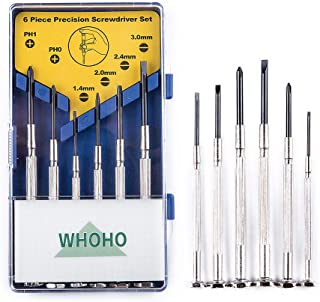 6 Piece Precision Screwdriver Set
PH1
PH0
3.0mm
2.4mm
2.0mm
1.4mm
WHOHO